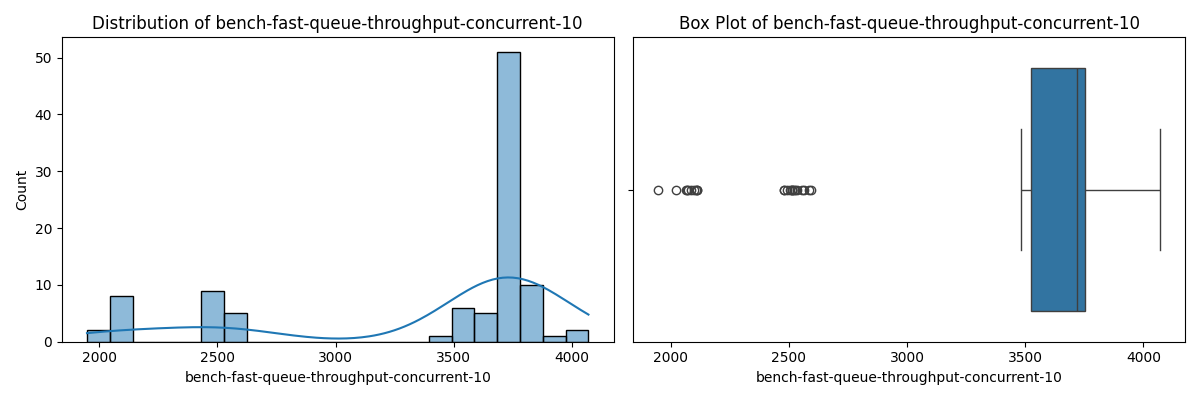 Distribution of bench-fast-queue-throughput-concurrent-10
50
40
30
20
10
0
Count
2000 2500 3000 3500 4000
bench-fast-queue-throughput-concurrent-10
Box Plot of bench-fast-queue-throughput-concurrent-10
2000 2500 3000 3500 4000
bench-fast-queue-throughput-concurrent-10